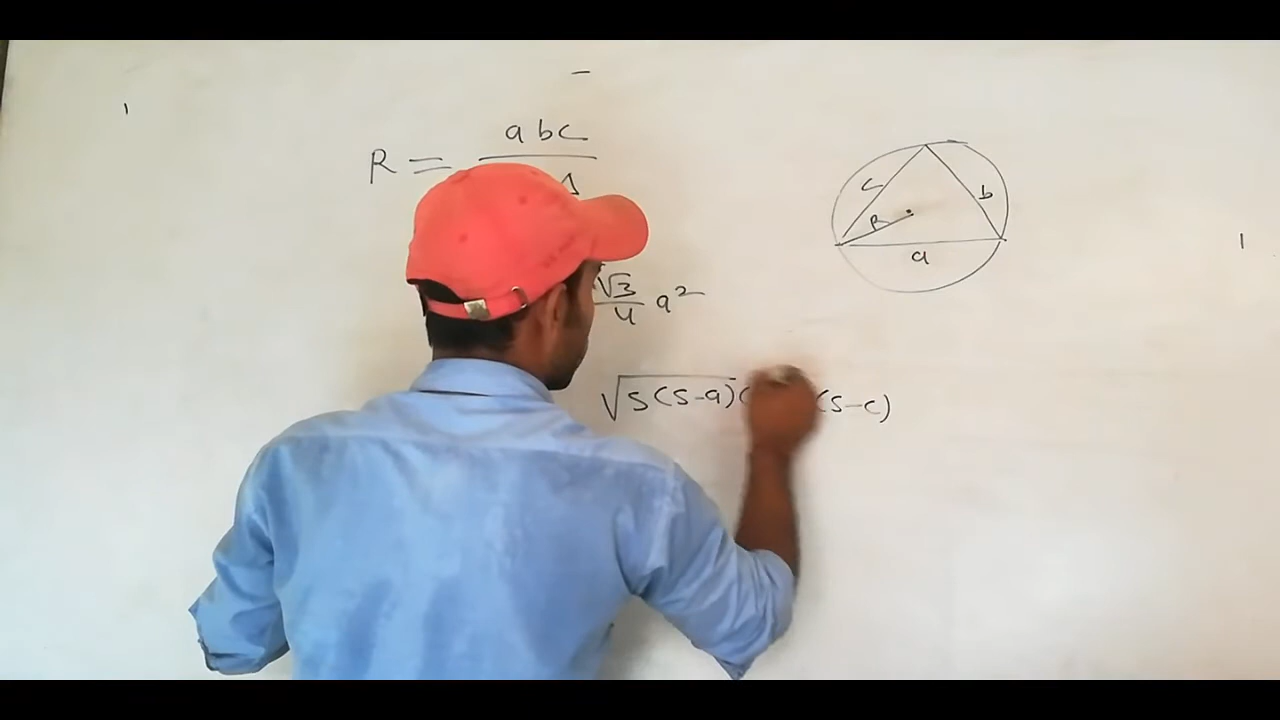 R = abc
Δ
c
b
R
a
√3/4 a²
√s(s-a)( (s-c)